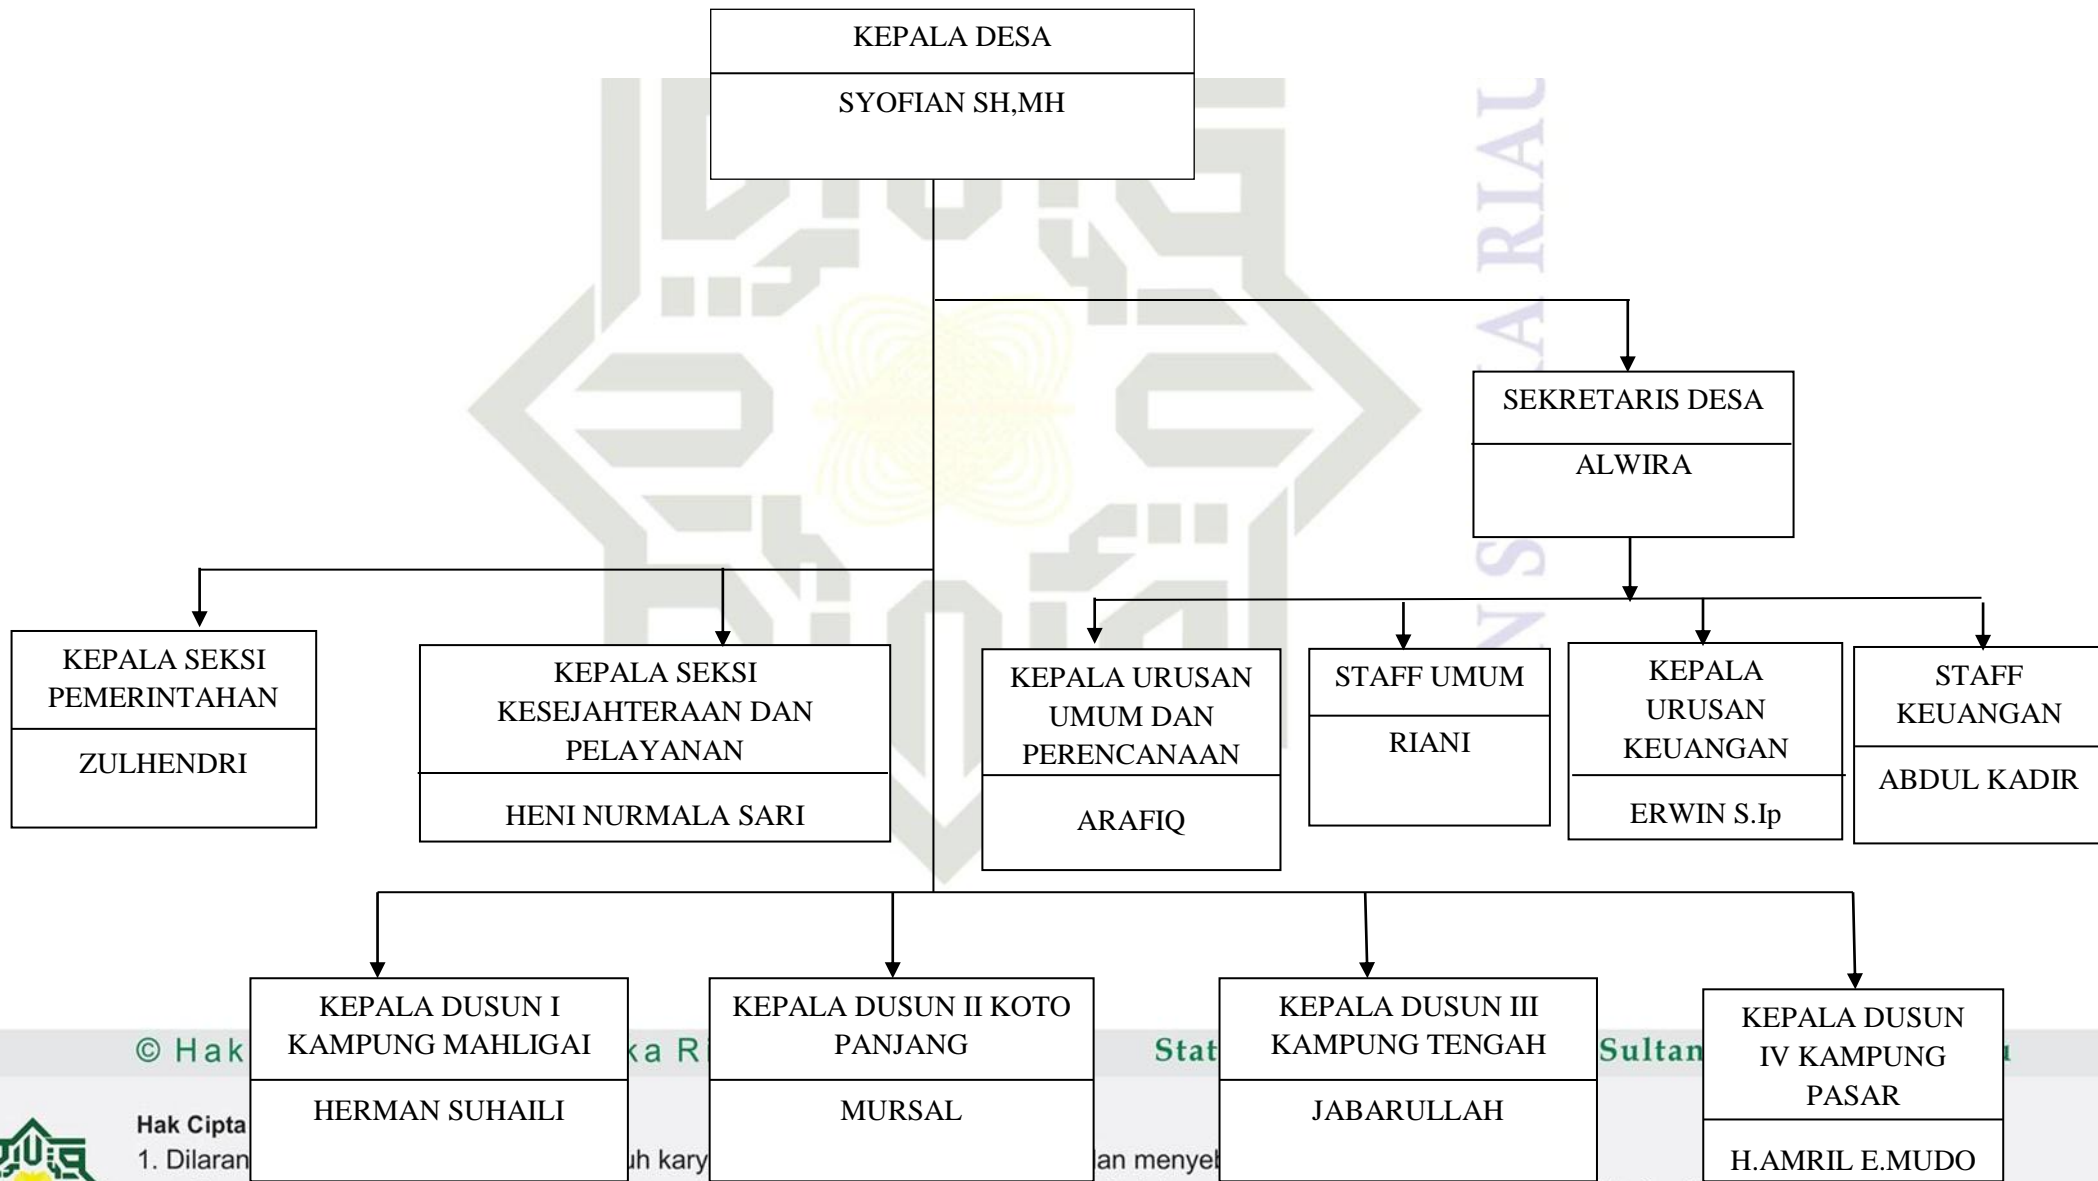 KEPALA DESA
SYOFIAN SH,MH
RIAU
A
SEKRETARIS DESA
ALWIRA
S
N
KEPALA SEKSI
PEMERINTAHAN
ZULHENDRI
KEPALA SEKSI
KESEJAHTERAAN DAN
PELAYANAN
HENI NURMALA SARI
KEPALA URUSAN
UMUM DAN
PERENCANAAN
ARAFIQ
STAFF UMUM
RIANI
KEPALA
URUSAN
KEUANGAN
ERWIN S.Ip
STAFF
KEUANGAN
ABDUL KADIR
KEPALA DUSUN I
KAMPUNG MAHLIGAI
HERMAN SUHAILI
KEPALA DUSUN II KOTO
PANJANG
MURSAL
KEPALA DUSUN III
KAMPUNG TENGAH
JABARULLAH
KEPALA DUSUN
IV KAMPUNG
PASAR
H.AMRIL E.MUDO
© Hak
Stat
Sultan
Hak Cipta
1. Dilaran